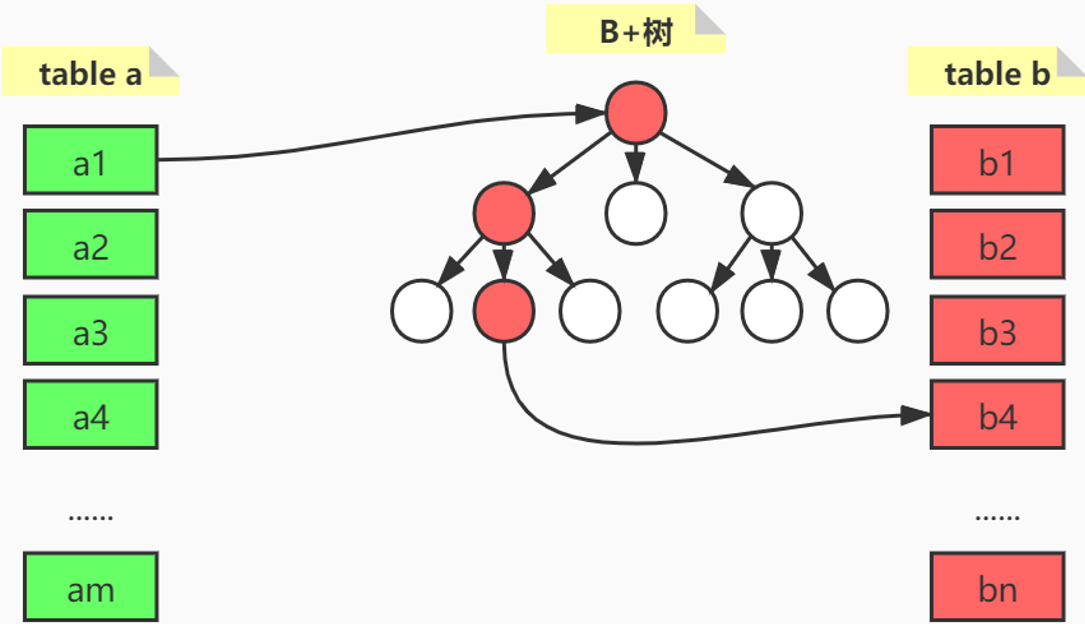 B+树
table a
table b
a1
a2
a3
a4
......
am
b1
b2
b3
b4
......
bn